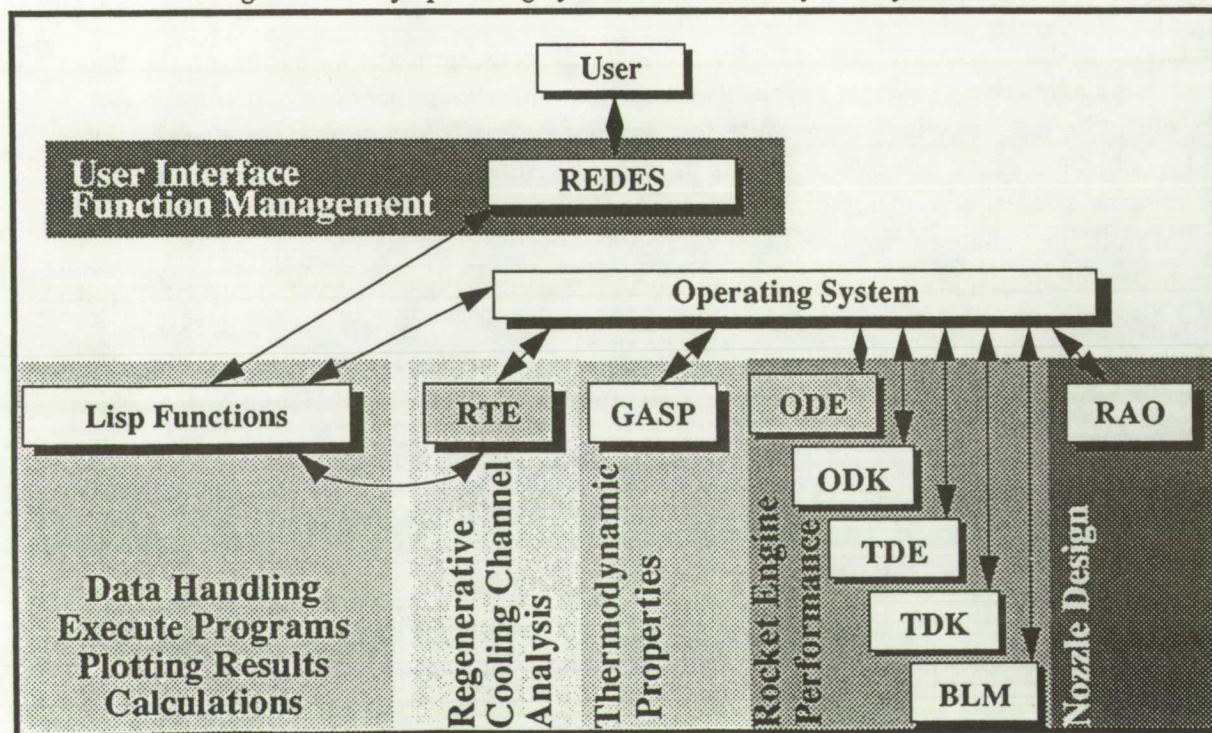 User
User Interface
Function Management
REDES
Operating System
Lisp Functions
RTE
GASP
ODE
RAO
ODK
TDE
TDK
BLM
Data Handling
Execute Programs
Plotting Results
Calculations
Regenerative
Cooling Channel
Analysis
Thermodynamic
Properties
Rocket Engine
Performance
Nozzle Design